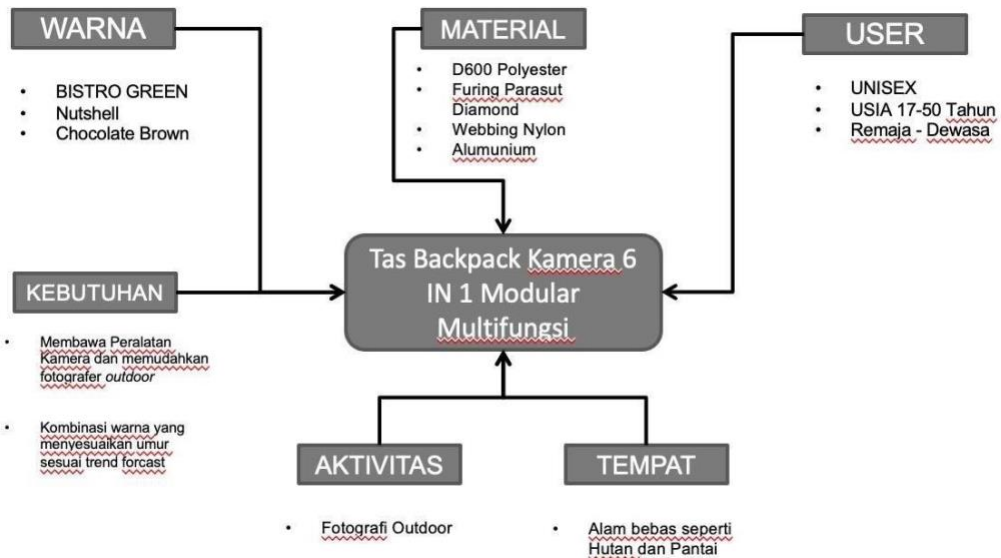 WARNA
• BISTRO GREEN
• Nutshell
• Chocolate Brown
MATERIAL
• D600 Polyester
• Furing Parasut
Diamond
• Webbing Nylon
• Alumunium
USER
• UNISEX
• USIA 17-50 Tahun
• Remaja - Dewasa
Tas Backpack Kamera 6
IN 1 Modular
Multifungsi
KEBUTUHAN
• Membawa Peralatan
Kamera dan memudahkan
fotografer outdoor
• Kombinasi warna yang
menyesuaikan umur
sesuai trend forcast
AKTIVITAS
• Fotografi Outdoor
TEMPAT
• Alam bebas seperti
Hutan dan Pantai